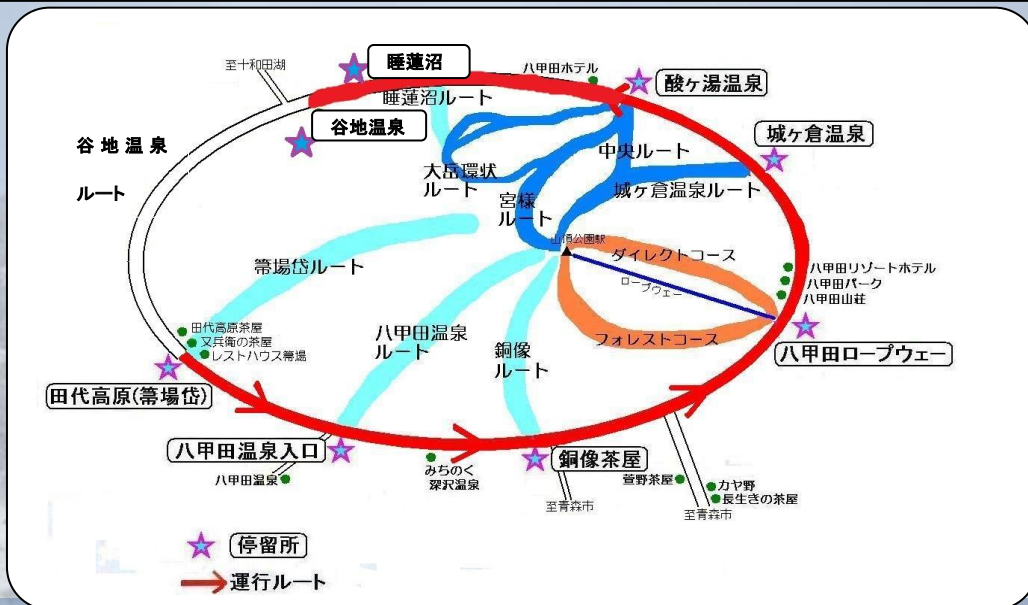 至十和田湖
睡蓮沼
八甲田ホテル
酸ヶ湯温泉
睡蓮沼ルート
谷地温泉
谷地温泉
ルート
城ヶ倉温泉
中央ルート
大岳環状
ルート
城ヶ倉温泉ルート
宮様
ルート
山頂公園駅
ダイレクトコース
ロープウェー
箒場岱ルート
八甲田リゾートホテル
八甲田パーク
八甲田山荘
田代高原茶屋
又兵衛の茶屋
レストハウス箒場
八甲田温泉
ルート
銅像
ルート
フォレストコース
八甲田ロープウェー
田代高原(箒場岱)
八甲田温泉入口
八甲田温泉
みちのく
深沢温泉
銅像茶屋
萱野茶屋
カヤ野
長生きの茶屋
至青森市
至青森市
停留所
運行ルート